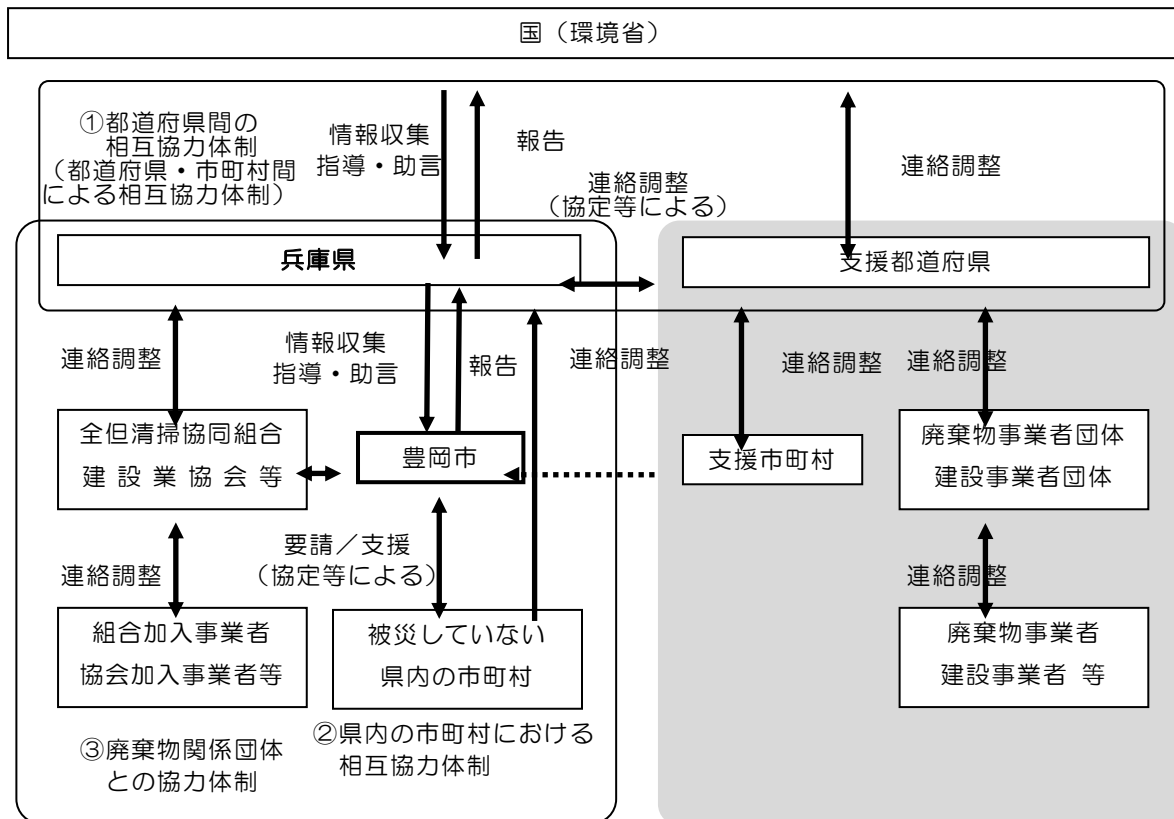 国（環境省）
①都道府県間の
相互協力体制
（都道府県・市町村間
による相互協力体制）
情報収集
指導・助言
報告
連絡調整
（協定等による）
連絡調整
兵庫県
支援都道府県
連絡調整
情報収集
指導・助言
報告
連絡調整
連絡調整
連絡調整
全但清掃協同組合
建設業協会等
豊岡市
支援市町村
廃棄物事業者団体
建設事業者団体
連絡調整
要請／支援
（協定等による）
連絡調整
組合加入事業者
協会加入事業者等
被災していない
県内の市町村
廃棄物事業者
建設事業者 等
③廃棄物関係団体
との協力体制
②県内の市町村における
相互協力体制